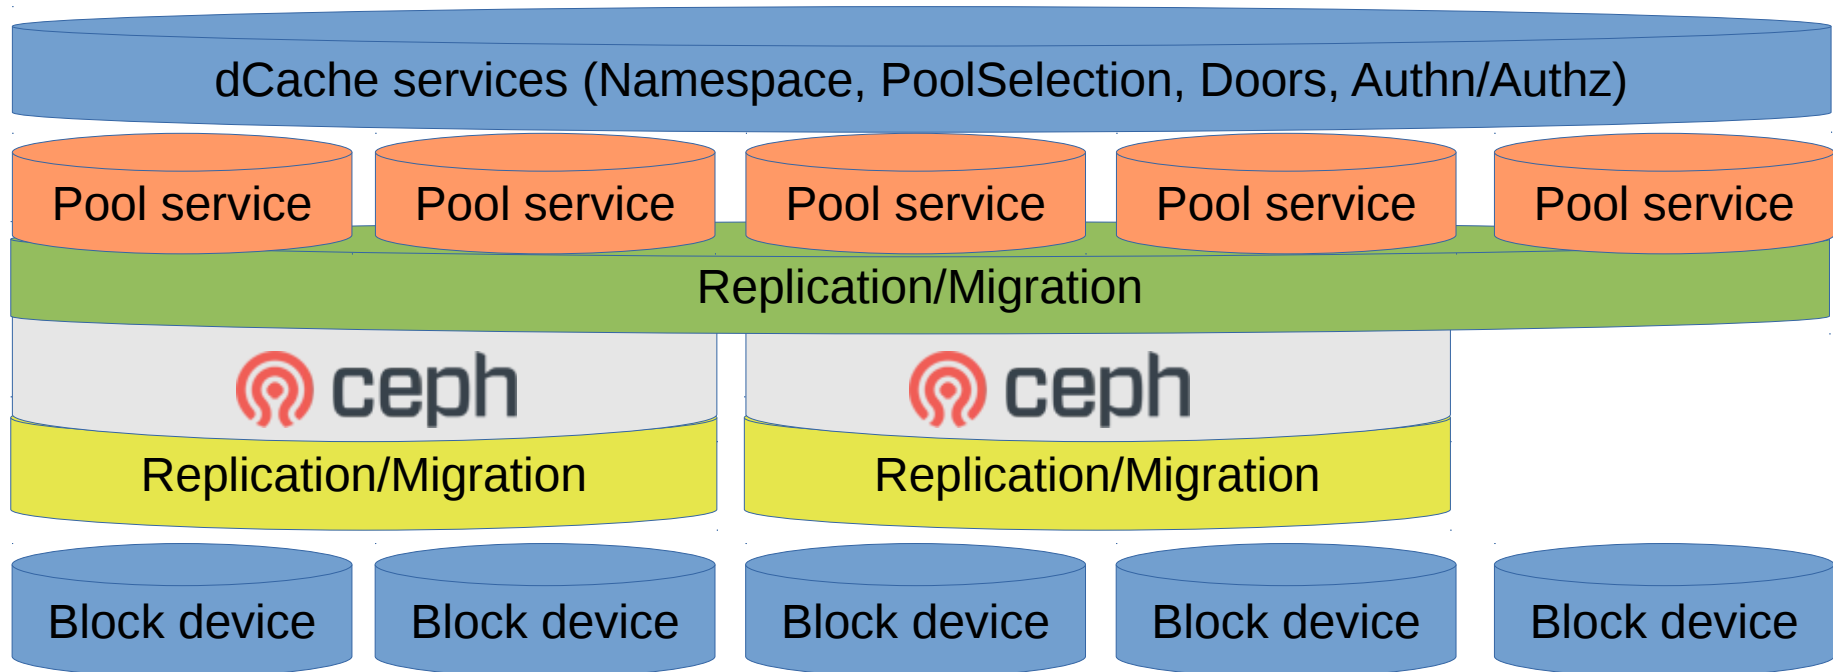 dCache services (Namespace, PoolSelection, Doors, Authn/Authz)
Pool service
Pool service
Pool service
Pool service
Pool service
Replication/Migration
ceph
ceph
Replication/Migration
Replication/Migration
Block device
Block device
Block device
Block device
Block device